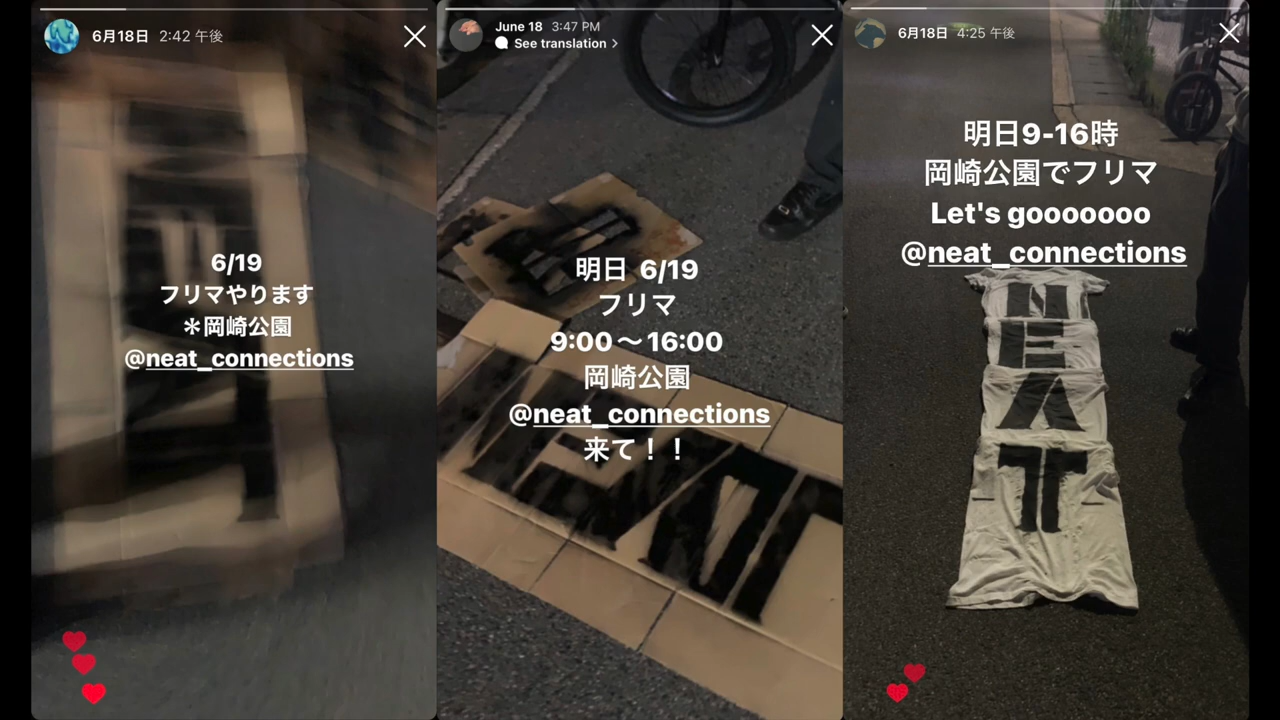 6月18日 2:42 午後
6/19
フリマやります
＊岡崎公園
@neat_connections
June 18 3:47 PM
See translation
明日 6/19
フリマ
9:00〜16:00
岡崎公園
@neat_connections
来て！！
NEAT
6月18日 4:25 午後
明日9-16時
岡崎公園でフリマ
Let's gooooooo
@neat_connections
N
E
A
T